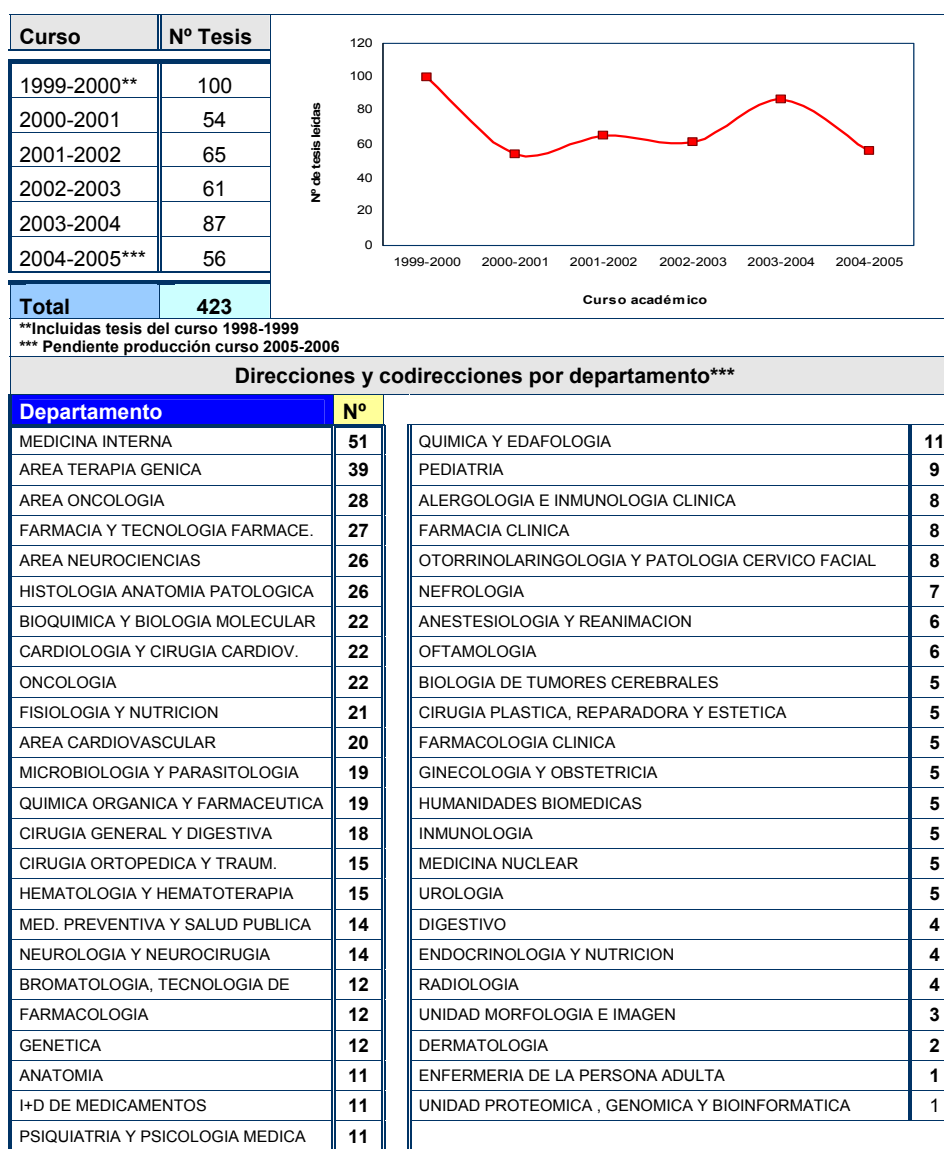 Curso Nº Tesis
1999-2000** 100
2000-2001 54
2001-2002 65
2002-2003 61
2003-2004 87
2004-2005*** 56
Total 423
120
100
80
60
40
20
0
Nº de tesis leídas
1999-2000 2000-2001 2001-2002 2002-2003 2003-2004 2004-2005
Curso académico
**Incluidas tesis del curso 1998-1999
*** Pendiente producción curso 2005-2006
Direcciones y codirecciones por departamento***
Departamento Nº
MEDICINA INTERNA 51
AREA TERAPIA GENICA 39
AREA ONCOLOGIA 28
FARMACIA Y TECNOLOGIA FARMACE. 27
AREA NEUROCIENCIAS 26
HISTOLOGIA ANATOMIA PATOLOGICA 26
BIOQUIMICA Y BIOLOGIA MOLECULAR 22
CARDIOLOGIA Y CIRUGIA CARDIOV. 22
ONCOLOGIA 22
FISIOLOGIA Y NUTRICION 21
AREA CARDIOVASCULAR 20
MICROBIOLOGIA Y PARASITOLOGIA 19
QUIMICA ORGANICA Y FARMACEUTICA 19
CIRUGIA GENERAL Y DIGESTIVA 18
CIRUGIA ORTOPEDICA Y TRAUM. 15
HEMATOLOGIA Y HEMATOTERAPIA 15
MED. PREVENTIVA Y SALUD PUBLICA 14
NEUROLOGIA Y NEUROCIRUGIA 14
BROMATOLOGIA, TECNOLOGIA DE 12
FARMACOLOGIA 12
GENETICA 12
ANATOMIA 11
I+D DE MEDICAMENTOS 11
PSIQUIATRIA Y PSICOLOGIA MEDICA 11
QUIMICA Y EDAFOLOGIA 11
PEDIATRIA 9
ALERGOLOGIA E INMUNOLOGIA CLINICA 8
FARMACIA CLINICA 8
OTORRINOLARINGOLOGIA Y PATOLOGIA CERVICO FACIAL 8
NEFROLOGIA 7
ANESTESIOLOGIA Y REANIMACION 6
OFTAMOLOGIA 6
BIOLOGIA DE TUMORES CEREBRALES 5
CIRUGIA PLASTICA, REPARADORA Y ESTETICA 5
FARMACOLOGIA CLINICA 5
GINECOLOGIA Y OBSTETRICIA 5
HUMANIDADES BIOMEDICAS 5
INMUNOLOGIA 5
MEDICINA NUCLEAR 5
UROLOGIA 5
DIGESTIVO 4
ENDOCRINOLOGIA Y NUTRICION 4
RADIOLOGIA 4
UNIDAD MORFOLOGIA E IMAGEN 3
DERMATOLOGIA 2
ENFERMERIA DE LA PERSONA ADULTA 1
UNIDAD PROTEOMICA , GENOMICA Y BIOINFORMATICA 1